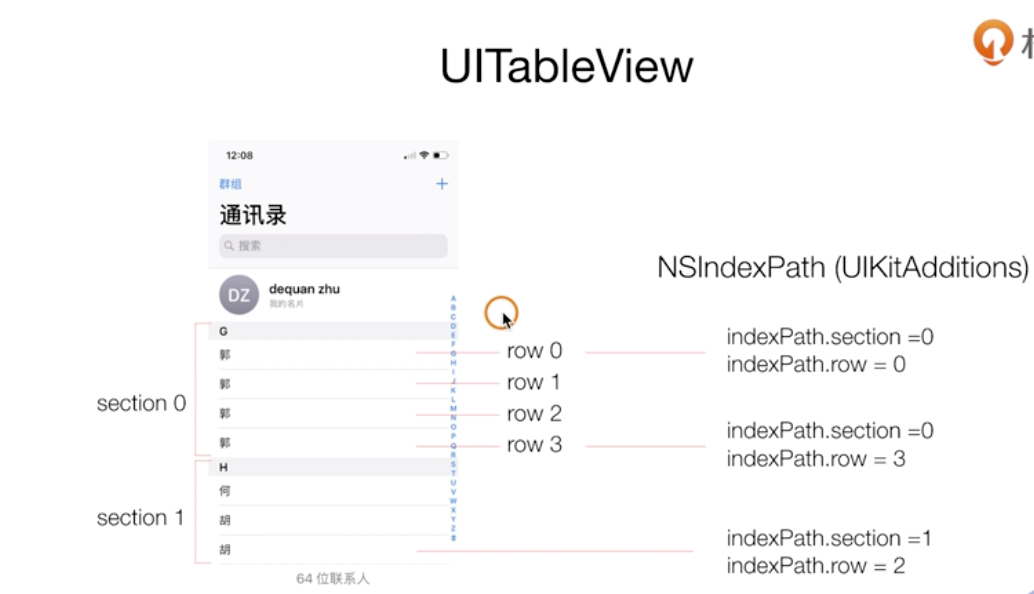 UITableView
12:08
群组
+
通讯录
搜索
DZ
dequan zhu
我的名片
NSIndexPath (UIKitAdditions)
A
B
C
D
E
F
G
H
I
J
K
L
M
N
O
P
Q
R
S
T
U
V
W
X
Y
Z
#
section 0
G
郭
郭
郭
郭
row 0
row 1
row 2
row 3
indexPath.section =0
indexPath.row = 0
indexPath.section =0
indexPath.row = 3
section 1
H
何
胡
胡
indexPath.section =1
indexPath.row = 2
64 位联系人